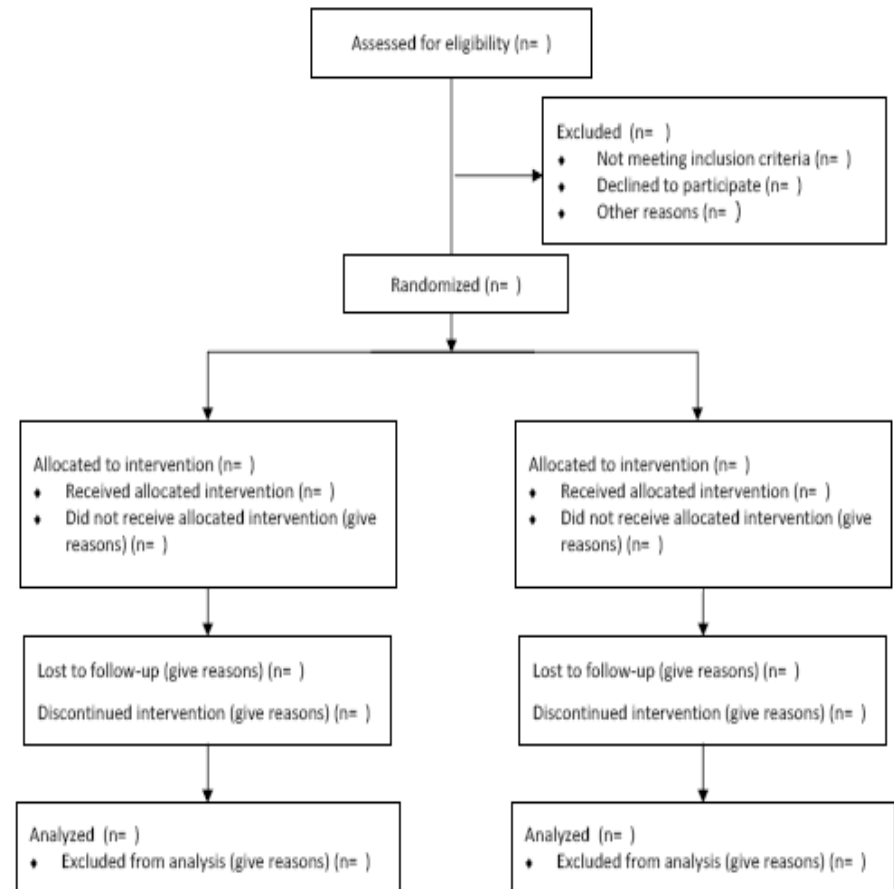 Assessed for eligibility (n=  )
Excluded  (n=  )
♦ Not meeting inclusion criteria (n=  )
♦ Declined to participate (n=  )
♦ Other reasons (n=  )
Randomized (n=  )
Allocated to intervention (n=  )
♦ Received allocated intervention (n=  )
♦ Did not receive allocated intervention (give
reasons) (n=  )
Allocated to intervention (n=  )
♦ Received allocated intervention (n=  )
♦ Did not receive allocated intervention (give
reasons) (n=  )
Lost to follow-up (give reasons) (n=  )
Discontinued intervention (give reasons) (n=  )
Lost to follow-up (give reasons) (n=  )
Discontinued intervention (give reasons) (n=  )
Analyzed  (n=  )
♦ Excluded from analysis (give reasons) (n=  )
Analyzed  (n=  )
♦ Excluded from analysis (give reasons) (n=  )